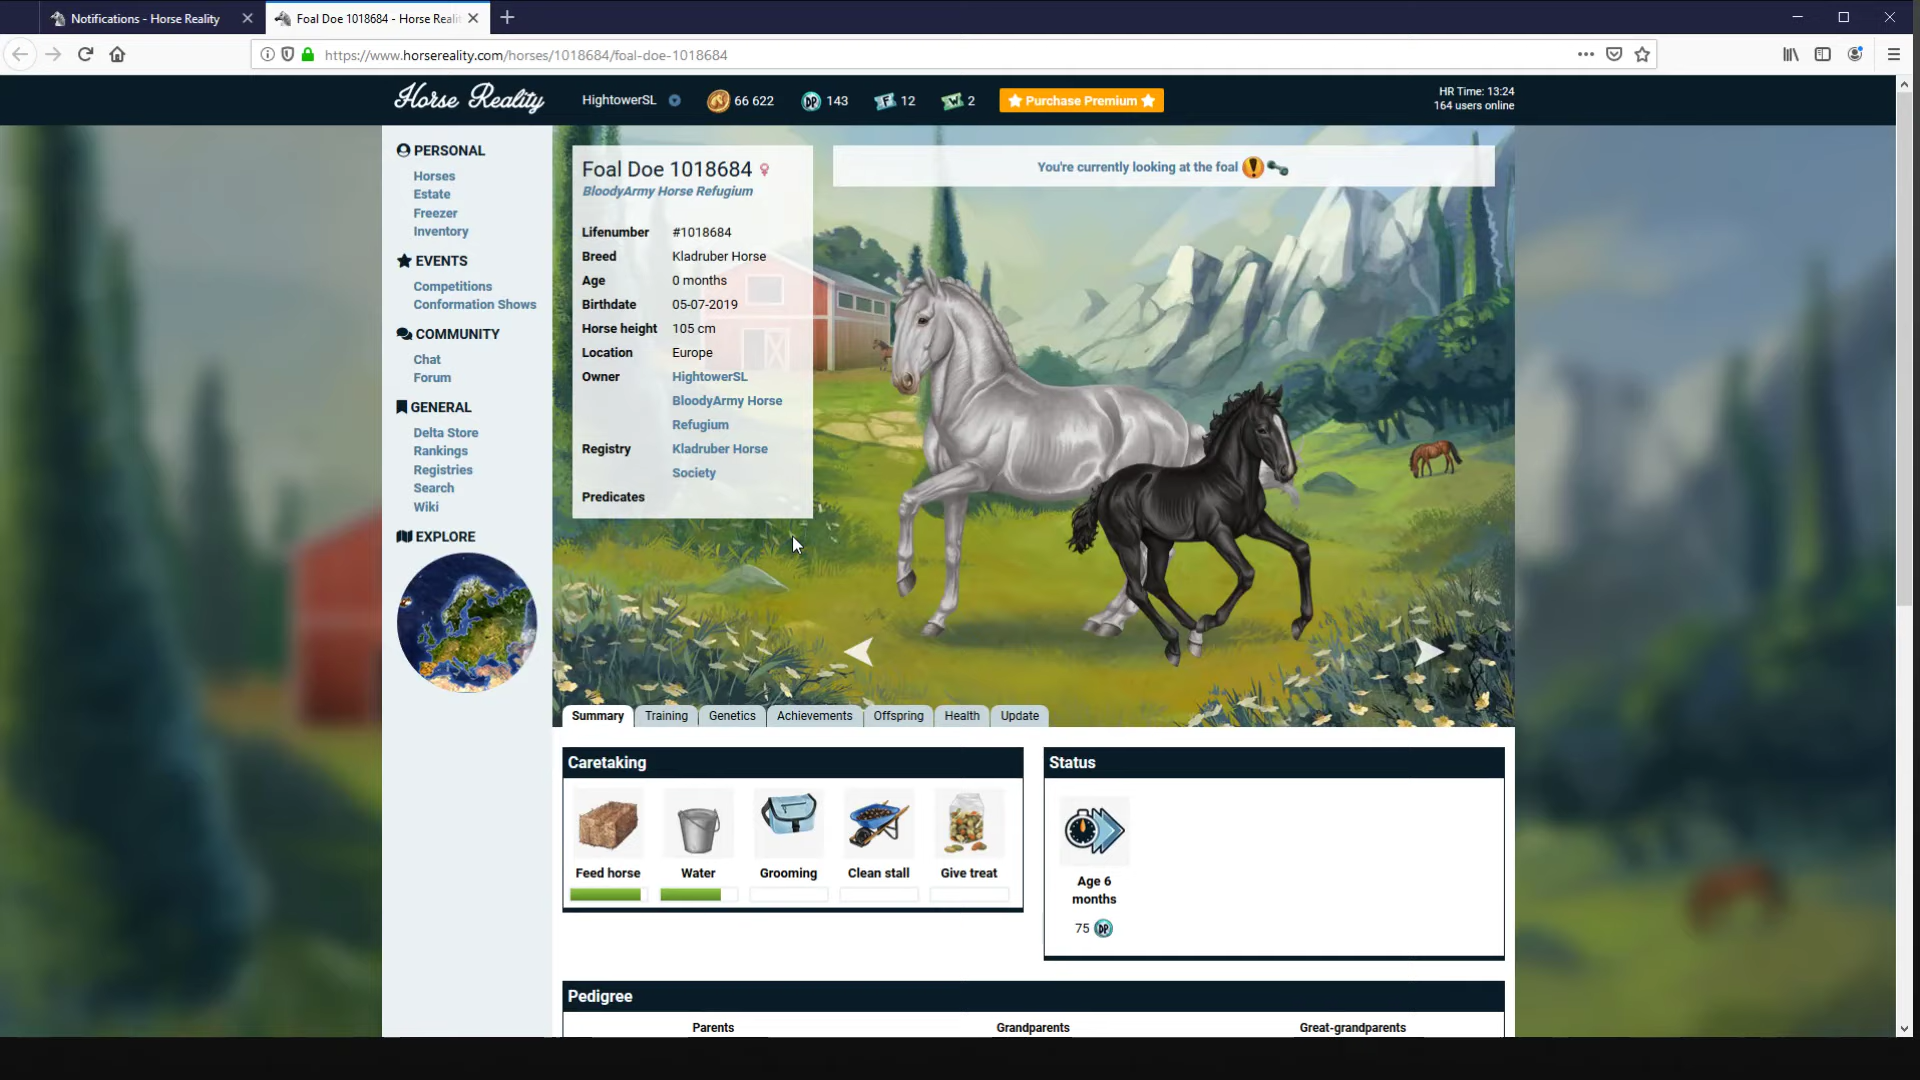 Notifications - Horse Reality
Foal Doe 1018684 - Horse Reali
https://www.horsereality.com/horses/1018684/foal-doe-1018684
Horse Reality
HightowerSL
66 622
DP
143
12
2
Purchase Premium
HR Time: 13:24
164 users online
PERSONAL
Horses
Estate
Freezer
Inventory
EVENTS
Competitions
Conformation Shows
COMMUNITY
Chat
Forum
GENERAL
Delta Store
Rankings
Registries
Search
Wiki
EXPLORE
Foal Doe 1018684
BloodyArmy Horse Refugium
Lifenumber #1018684
Breed Kladruber Horse
Age 0 months
Birthdate 05-07-2019
Horse height 105 cm
Location Europe
Owner HightowerSL
BloodyArmy Horse
Refugium
Registry Kladruber Horse
Society
Predicates
You're currently looking at the foal
Summary Training Genetics Achievements Offspring Health Update
Caretaking
Feed horse Water Grooming Clean stall Give treat
Status
Age 6
months
75 DP
Pedigree
Parents Grandparents Great-grandparents